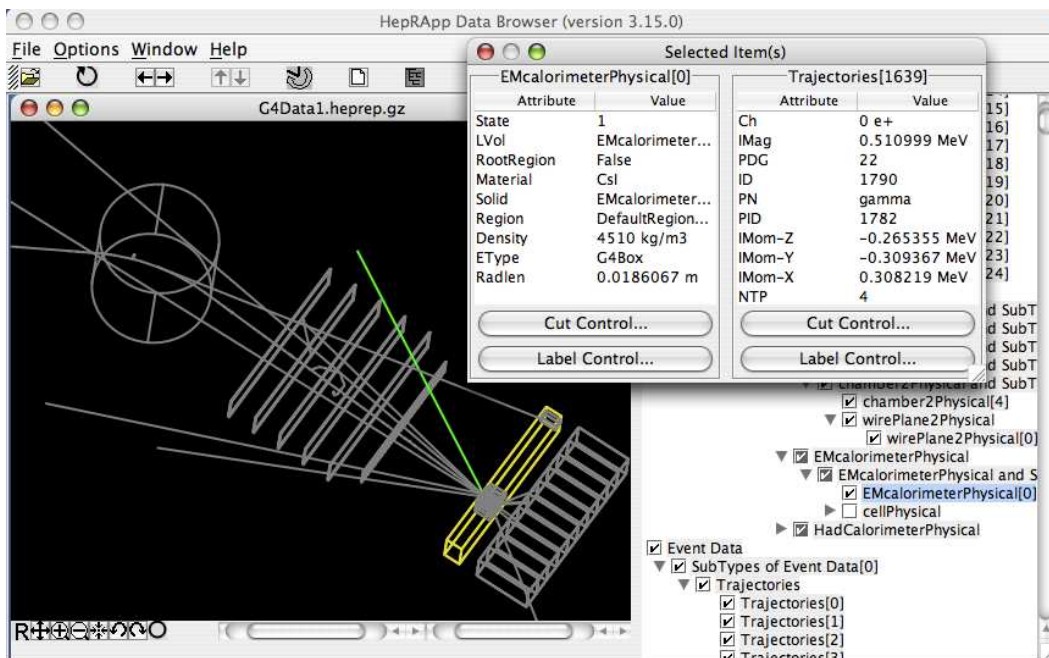 HepRApp Data Browser (version 3.15.0)
File Options Window Help
Selected Item(s)
G4Data1.heprep.gz
EMcalorimeterPhysical[0]
Attribute Value
State 1
LVol EMcalorimeter...
RootRegion False
Material CsI
Solid EMcalorimeter...
Region DefaultRegion...
Density 4510 kg/m3
EType G4Box
Radlen 0.0186067 m
Cut Control...
Label Control...
Trajectories[1639]
Attribute Value
Ch 0 e+
IMag 0.510999 MeV
PDG 22
ID 1790
PN gamma
PID 1782
IMom-Z -0.265355 MeV
IMom-Y -0.309367 MeV
IMom-X 0.308219 MeV
NTP 4
Cut Control...
Label Control...
15]
16]
17]
18]
19]
20]
21]
22]
23]
24]
d SubT
d SubT
d SubT
d SubT
chamber2Physical and SubT
chamber2Physical[4]
wirePlane2Physical
wirePlane2Physical[0]
EMcalorimeterPhysical
EMcalorimeterPhysical and S
EMcalorimeterPhysical[0]
cellPhysical
HadCalorimeterPhysical
Event Data
SubTypes of Event Data[0]
Trajectories
Trajectories[0]
Trajectories[1]
Trajectories[2]
Trajectories[3]
R